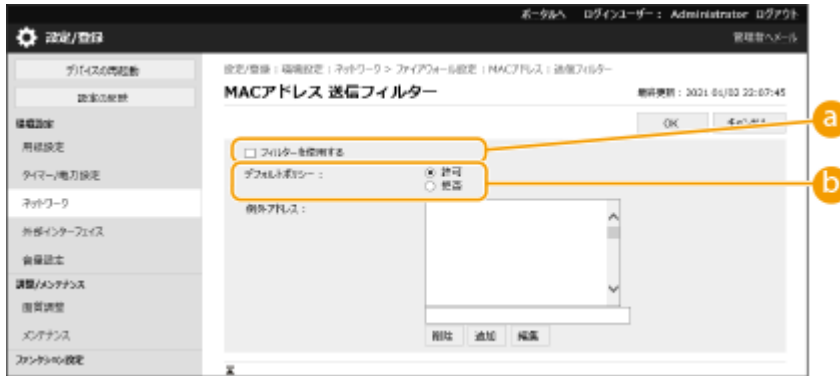 ポータルへ ログインユーザー： Administrator ログアウト
設定/登録
管理者へメール
デバイスの再起動
設定の反映
環境設定
用紙設定
タイマー/電力設定
ネットワーク
外部インターフェイス
音量設定
調整/メンテナンス
画質調整
メンテナンス
ファンクション設定
設定/登録：環境設定：ネットワーク > ファイアウォール設定：MACアドレス：送信フィルター
MACアドレス 送信フィルター
最終更新：2021 01/02 22:07:45
OK キャンセル
a
フィルターを使用する
b
デフォルトポリシー：
許可
拒否
例外アドレス：
削除 追加 編集